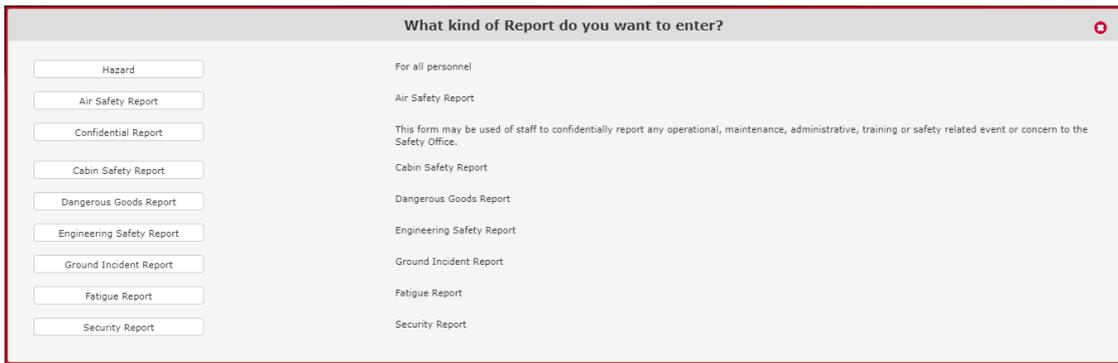 What kind of Report do you want to enter?
Hazard
For all personnel
Air Safety Report
Air Safety Report
Confidential Report
This form may be used of staff to confidentially report any operational, maintenance, administrative, training or safety related event or concern to the
Safety Office.
Cabin Safety Report
Cabin Safety Report
Dangerous Goods Report
Dangerous Goods Report
Engineering Safety Report
Engineering Safety Report
Ground Incident Report
Ground Incident Report
Fatigue Report
Fatigue Report
Security Report
Security Report